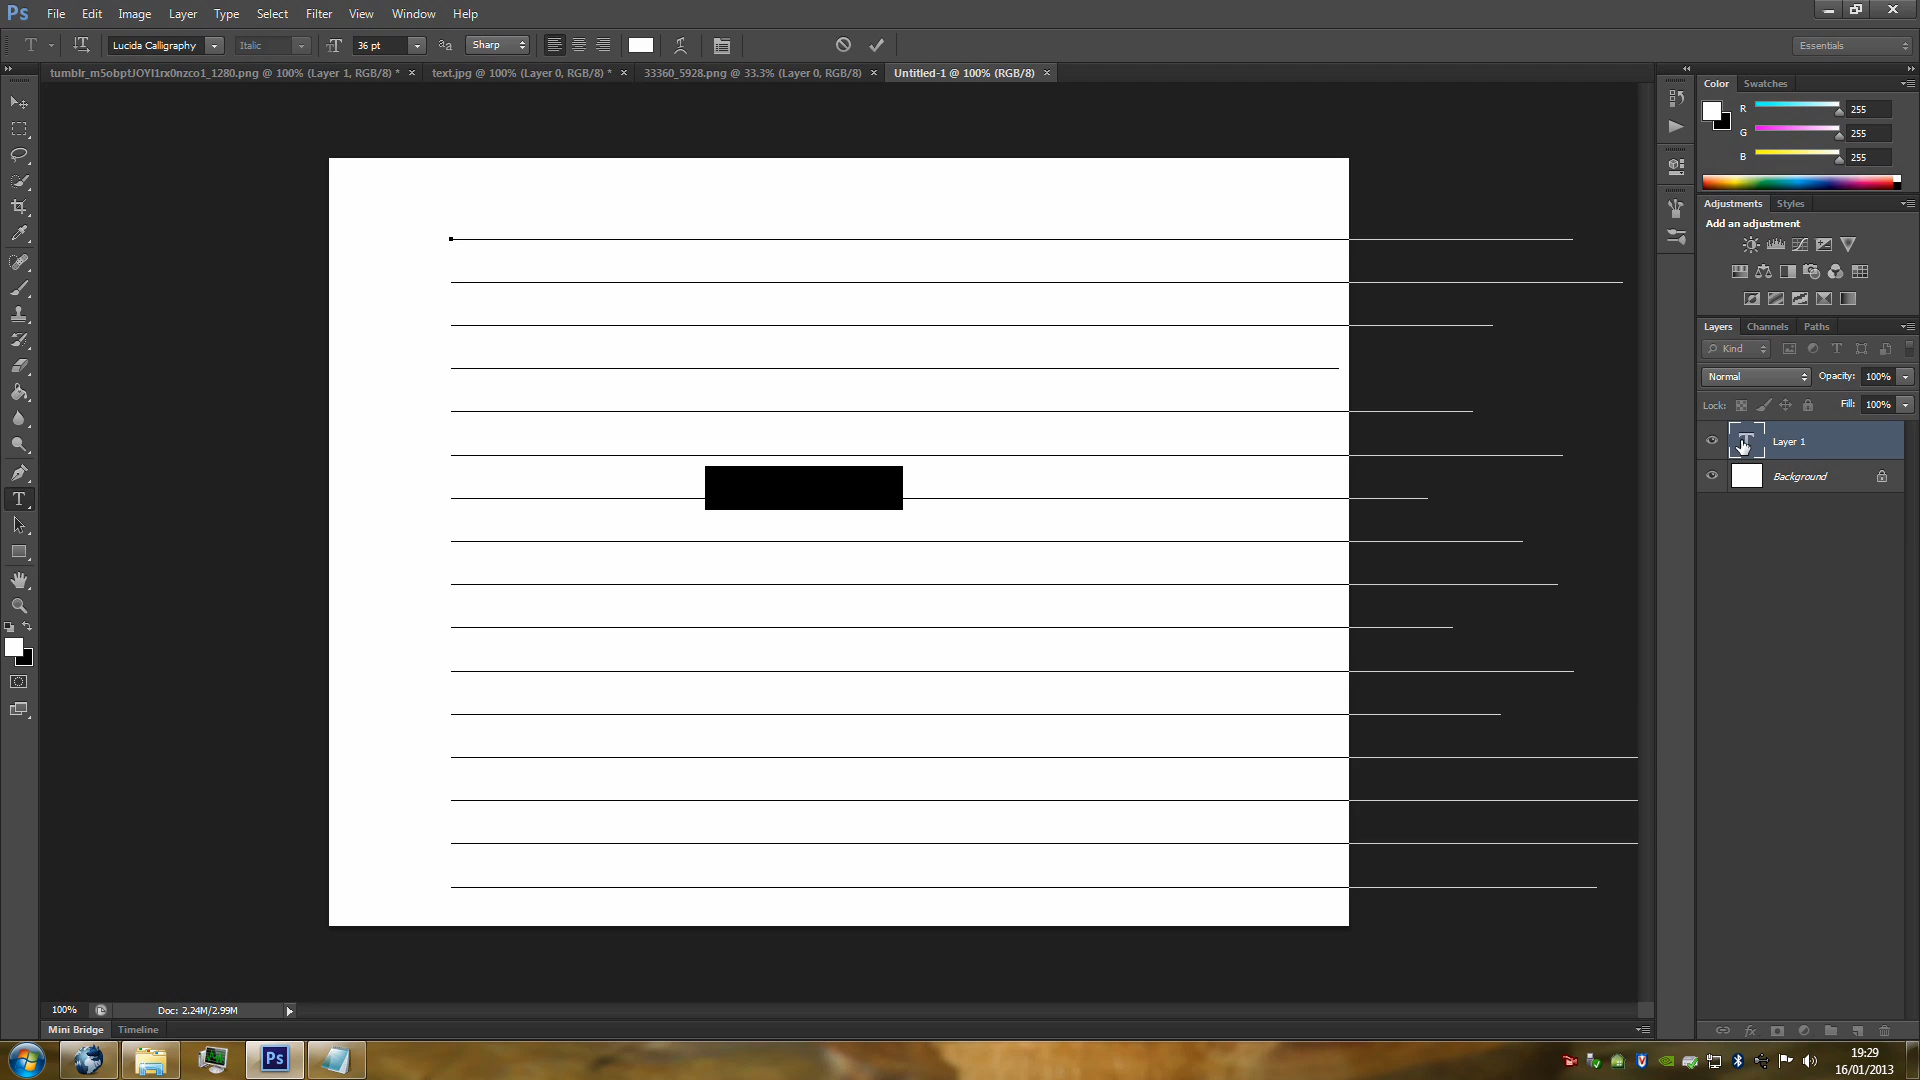 Ps File Edit Image Layer Type Select Filter View Window Help
T Lucida Calligraphy Italic 36 pt aa Sharp Essentials
tumblr_m5obptJOYI1rx0nzco1_1280.png @ 100% (Layer 1, RGB/8) * text.jpg @ 100% (Layer 0, RGB/8) * 33360_5928.png @ 33.3% (Layer 0, RGB/8) Untitled-1 @ 100% (RGB/8)
Color Swatches
R 255
G 255
B 255
Adjustments Styles
Add an adjustment
Layers Channels Paths
Kind
Normal Opacity: 100%
Lock: Fill: 100%
T Layer 1
Background
100% Doc: 2.24M/2.99M
Mini Bridge Timeline
Ps
19:29
16/01/2013